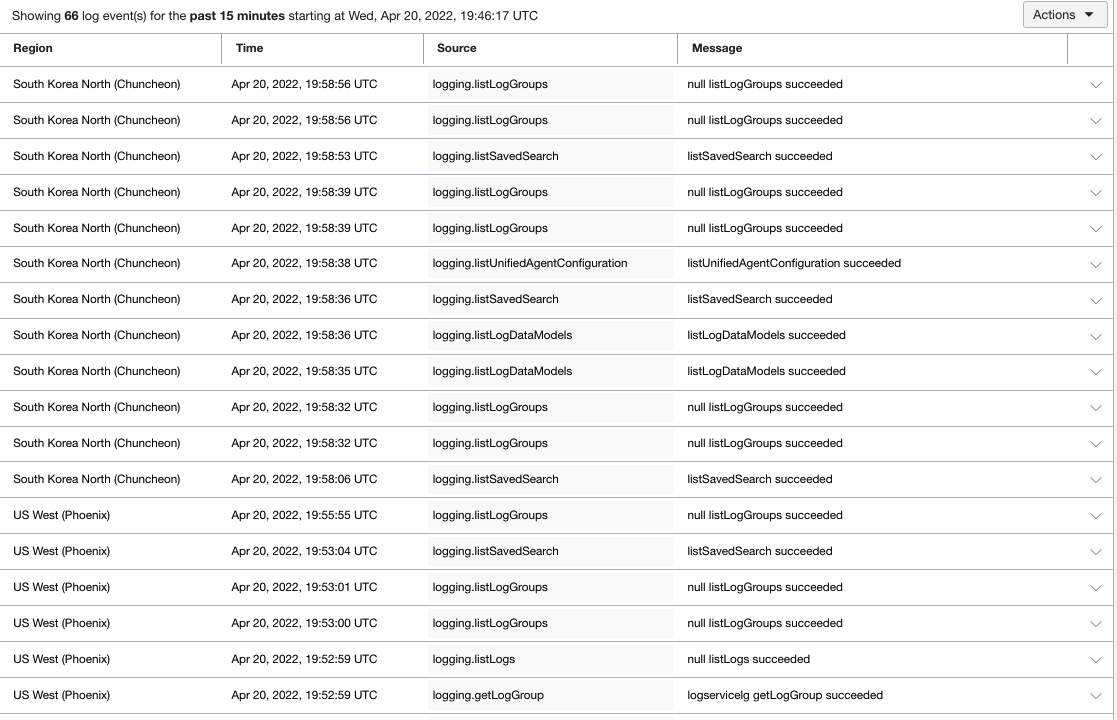 Showing 66 log event(s) for the past 15 minutes starting at Wed, Apr 20, 2022, 19:46:17 UTC Actions
Region Time Source Message
South Korea North (Chuncheon) Apr 20, 2022, 19:58:56 UTC logging.listLogGroups null listLogGroups succeeded
South Korea North (Chuncheon) Apr 20, 2022, 19:58:56 UTC logging.listLogGroups null listLogGroups succeeded
South Korea North (Chuncheon) Apr 20, 2022, 19:58:53 UTC logging.listSavedSearch listSavedSearch succeeded
South Korea North (Chuncheon) Apr 20, 2022, 19:58:39 UTC logging.listLogGroups null listLogGroups succeeded
South Korea North (Chuncheon) Apr 20, 2022, 19:58:39 UTC logging.listLogGroups null listLogGroups succeeded
South Korea North (Chuncheon) Apr 20, 2022, 19:58:38 UTC logging.listUnifiedAgentConfiguration listUnifiedAgentConfiguration succeeded
South Korea North (Chuncheon) Apr 20, 2022, 19:58:36 UTC logging.listSavedSearch listSavedSearch succeeded
South Korea North (Chuncheon) Apr 20, 2022, 19:58:36 UTC logging.listLogDataModels listLogDataModels succeeded
South Korea North (Chuncheon) Apr 20, 2022, 19:58:35 UTC logging.listLogDataModels listLogDataModels succeeded
South Korea North (Chuncheon) Apr 20, 2022, 19:58:32 UTC logging.listLogGroups null listLogGroups succeeded
South Korea North (Chuncheon) Apr 20, 2022, 19:58:32 UTC logging.listLogGroups null listLogGroups succeeded
South Korea North (Chuncheon) Apr 20, 2022, 19:58:06 UTC logging.listSavedSearch listSavedSearch succeeded
US West (Phoenix) Apr 20, 2022, 19:55:55 UTC logging.listLogGroups null listLogGroups succeeded
US West (Phoenix) Apr 20, 2022, 19:53:04 UTC logging.listSavedSearch listSavedSearch succeeded
US West (Phoenix) Apr 20, 2022, 19:53:01 UTC logging.listLogGroups null listLogGroups succeeded
US West (Phoenix) Apr 20, 2022, 19:53:00 UTC logging.listLogGroups null listLogGroups succeeded
US West (Phoenix) Apr 20, 2022, 19:52:59 UTC logging.listLogs null listLogs succeeded
US West (Phoenix) Apr 20, 2022, 19:52:59 UTC logging.getLogGroup logservicelg getLogGroup succeeded